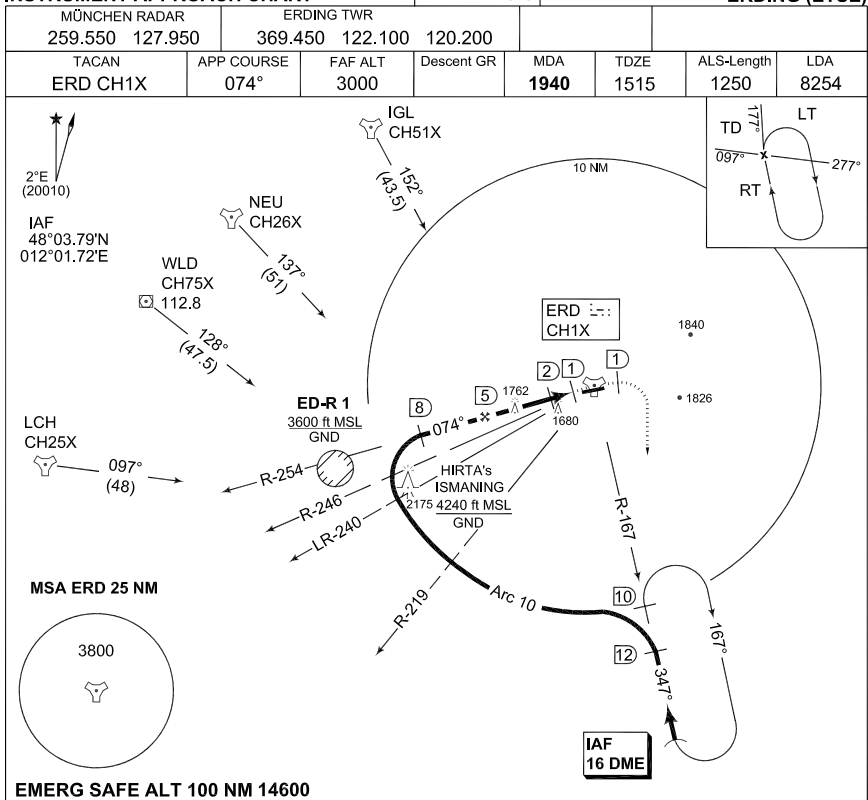 MÜNCHEN RADAR
259.550 127.950
ERDING TWR
369.450 122.100 120.200
TACAN
ERD CH1X
APP COURSE
074°
FAF ALT
3000
Descent GR
MDA
1940
TDZE
1515
ALS-Length
1250
LDA
8254
2°E
(20010)
IAF
48°03.79'N
012°01.72'E
IGL
CH51X
152°
(43.5)
NEU
CH26X
137°
(51)
WLD
CH75X
112.8
128°
(47.5)
LCH
CH25X
097°
(48)
10 NM
TD
177°
LT
097°
277°
RT
ERD
CH1X
1840
1826
ED-R 1
3600 ft MSL
GND
8
074°
5
1762
2
1
1
1680
R-254
R-246
LR-240
R-219
2175
HIRTA's
ISMANING
4240 ft MSL
GND
R-167
Arc 10
10
12
167°
347°
IAF
16 DME
MSA ERD 25 NM
3800
EMERG SAFE ALT 100 NM 14600